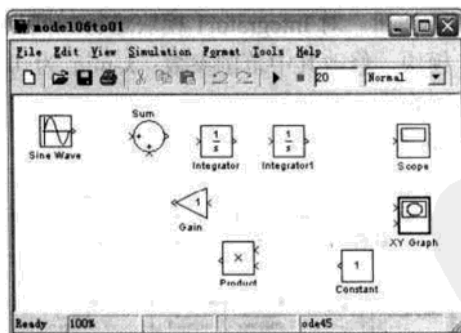 model06to01
File Edit View Simulation Format Tools Help
20 Normal
Sum
+
+
1
s
1
s
Sine Wave
Integrator
Integrator1
Scope
1
Gain
XY Graph
×
1
Product
Constant
Ready 100% ode45